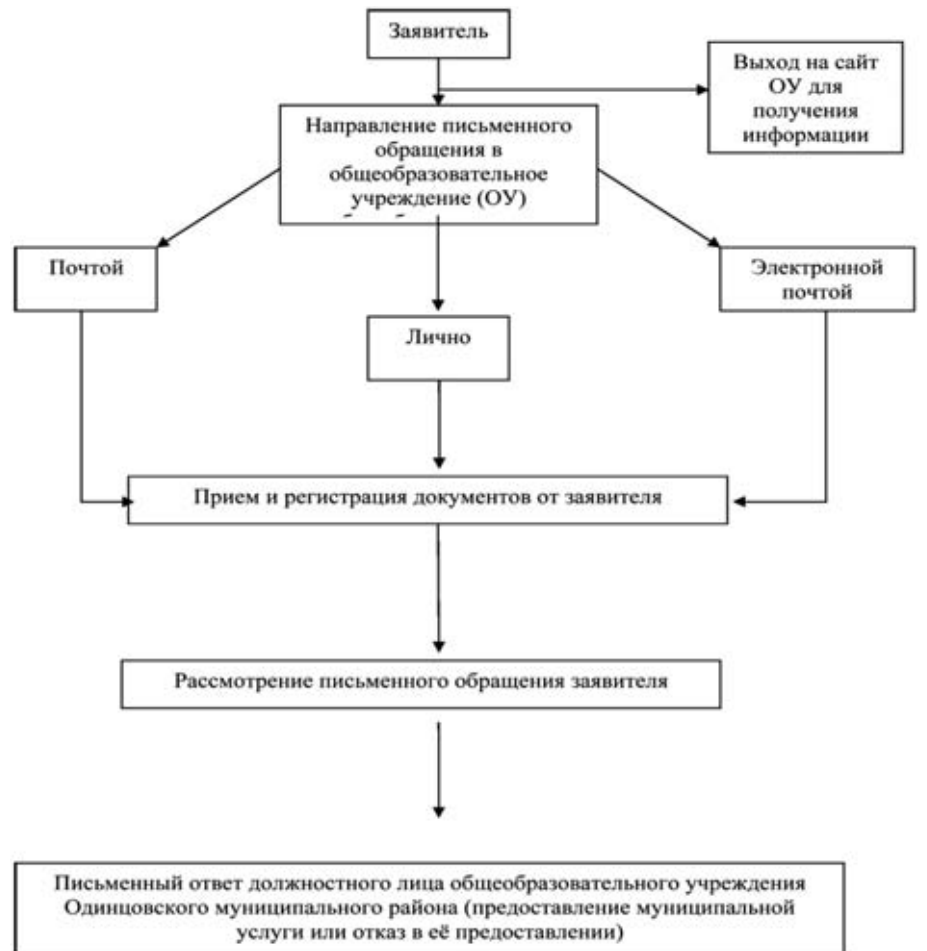 Заявитель
Выход на сайт
ОУ для
получения
информации
Направление письменного
обращения в
общеобразовательное
учреждение (ОУ)
Почтой
Электронной
почтой
Лично
Прием и регистрация документов от заявителя
Рассмотрение письменного обращения заявителя
Письменный ответ должностного лица общеобразовательного учреждения
Одинцовского муниципального района (предоставление муниципальной
услуги или отказ в её предоставлении)